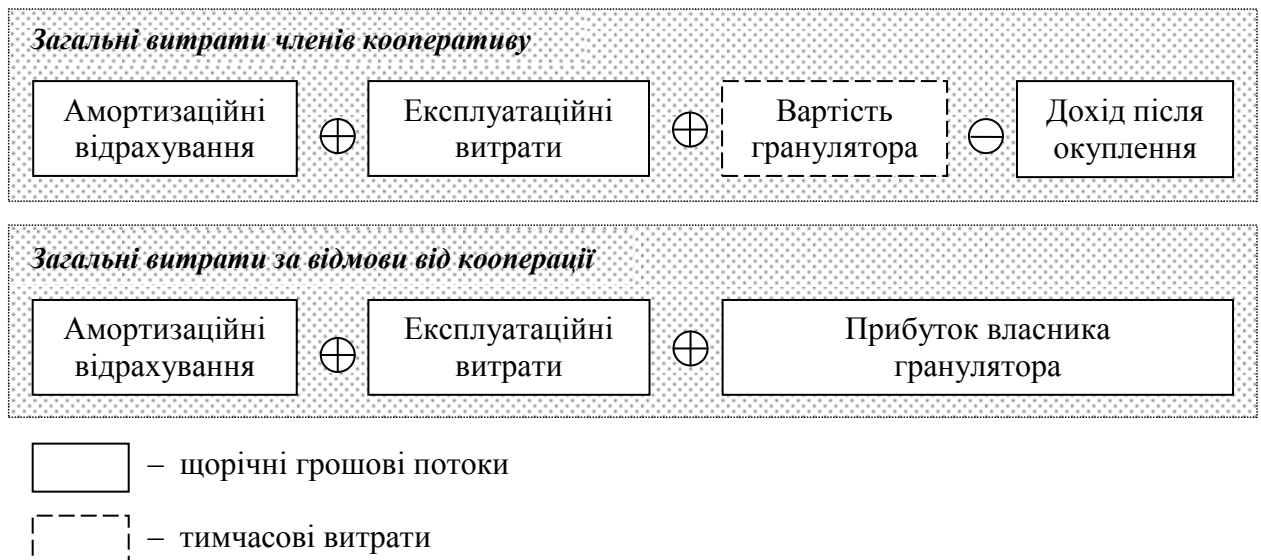 Загальні витрати членів кооперативу
Амортизаційні Експлуатаційні Вартість Дохід після
відрахування витрати гранулятора окуплення
Загальні витрати за відмови від кооперації
Амортизаційні Експлуатаційні Прибуток власника
відрахування витрати гранулятора
– щорічні грошові потоки
– тимчасові витрати